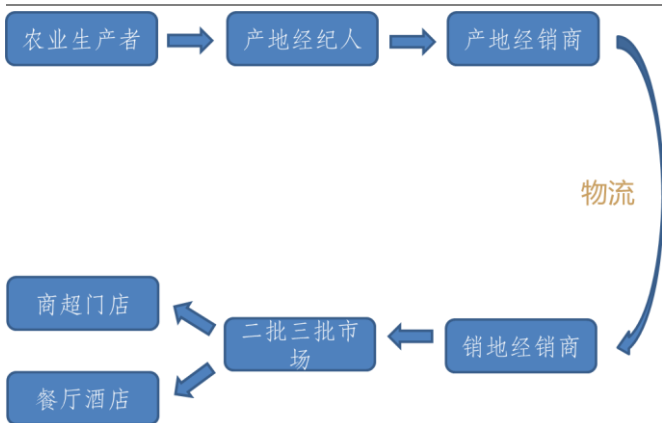 农业生产者
产地经纪人
产地经销商
物流
商超门店
二批三批市
场
销地经销商
餐厅酒店